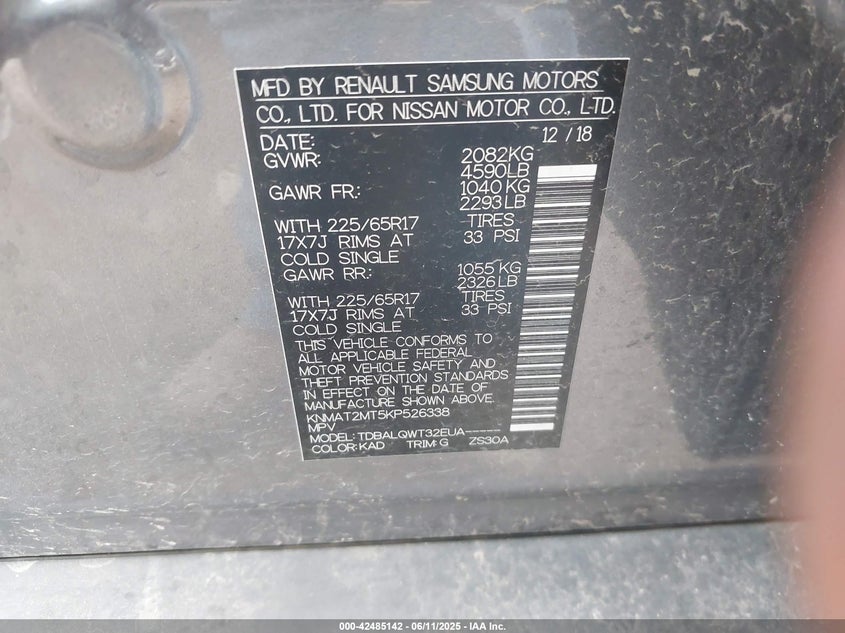 MFD BY RENAULT SAMSUNG MOTORS
CO., LTD. FOR NISSAN MOTOR CO., LTD.
DATE: 12 / 18
GVWR: 2082KG
4590LB
GAWR FR.: 1040 KG
2293 LB
WITH 225/65R17 TIRES
17X7J RIMS AT 33 PSI
COLD SINGLE
GAWR RR.: 1055 KG
2326 LB
WITH 225/65R17 TIRES
17X7J RIMS AT 33 PSI
COLD SINGLE
THIS VEHICLE CONFORMS TO
ALL APPLICABLE FEDERAL
MOTOR VEHICLE SAFETY AND
THEFT PREVENTION STANDARDS
IN EFFECT ON THE DATE OF
MANUFACTURE SHOWN ABOVE.
KNMAT2MT5KP526338
MPV
MODEL: TDBALQWT32EUA-----
COLOR: KAD TRIM: G ZS30A
000-42485142 - 06/11/2025 - IAA Inc.